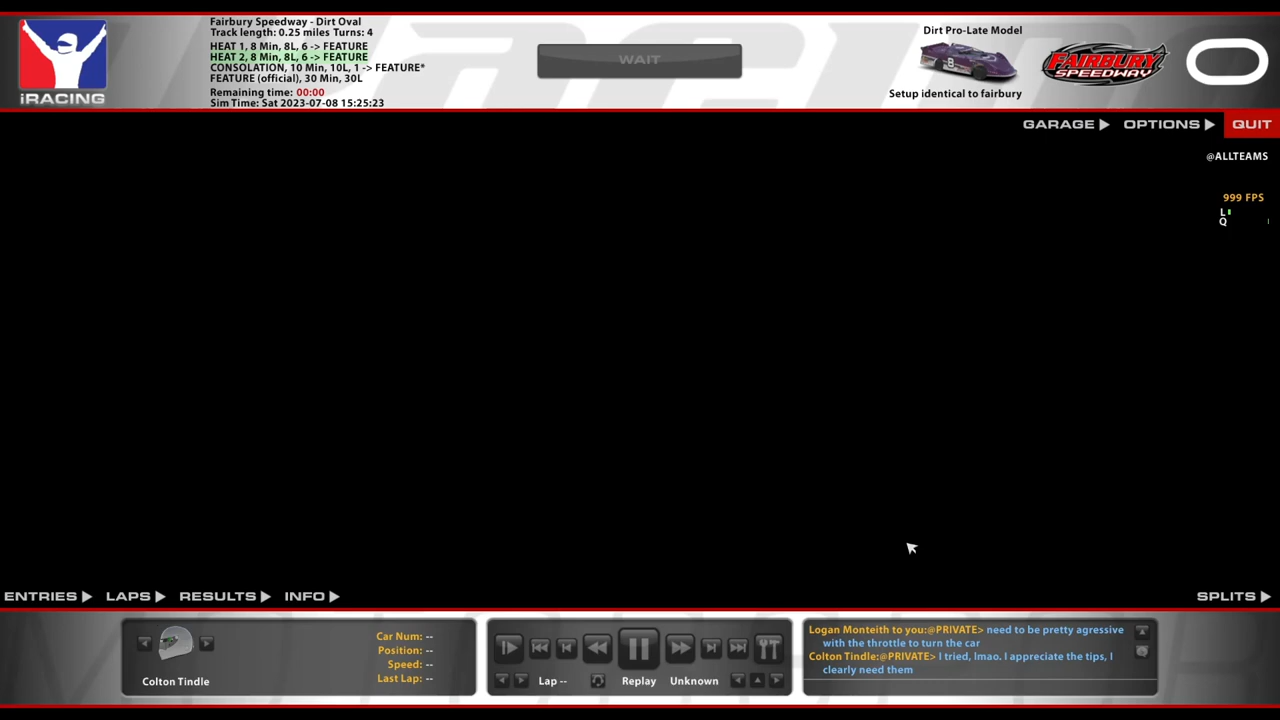 iRACING
Fairbury Speedway - Dirt Oval
Track length: 0.25 miles Turns: 4
HEAT 1, 8 Min, 8L, 6 -> FEATURE
HEAT 2, 8 Min, 8L, 6 -> FEATURE
CONSOLATION, 10 Min, 10L, 1 -> FEATURE*
FEATURE (official), 30 Min, 30L
Remaining time: 00:00
Sim Time: Sat 2023-07-08 15:25:23
WAIT
Dirt Pro-Late Model
8
Setup identical to fairbury
FAIRBURY
SPEEDWAY
GARAGE
OPTIONS
QUIT
@ALLTEAMS
999 FPS
L
Q
ENTRIES
LAPS
RESULTS
INFO
SPLITS
Colton Tindle
Car Num: --
Position: --
Speed: --
Last Lap: --
Lap --
Replay
Unknown
Logan Monteith to you:@PRIVATE> need to be pretty agressive
with the throttle to turn the car
Colton Tindle:@PRIVATE> I tried, lmao. I appreciate the tips, I
clearly need them